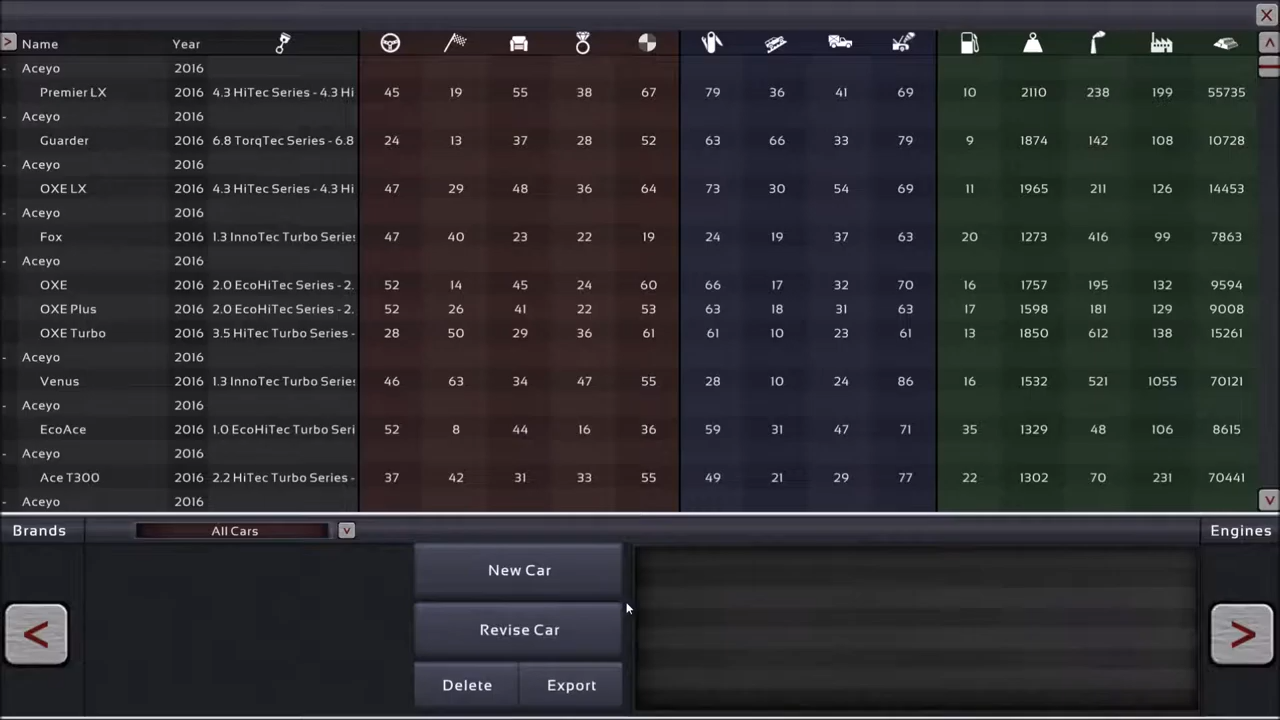 Name Year
- Aceyo 2016
Premier LX 2016 4.3 HiTec Series - 4.3 Hi 45 19 55 38 67 79 36 41 69 10 2110 238 199 55735
- Aceyo 2016
Guarder 2016 6.8 TorqTec Series - 6.8 24 13 37 28 52 63 66 33 79 9 1874 142 108 10728
- Aceyo 2016
OXE LX 2016 4.3 HiTec Series - 4.3 Hi 47 29 48 36 64 73 30 54 69 11 1965 211 126 14453
- Aceyo 2016
Fox 2016 1.3 InnoTec Turbo Series 47 40 23 22 19 24 19 37 63 20 1273 416 99 7863
- Aceyo 2016
OXE 2016 2.0 EcoHiTec Series - 2. 52 14 45 24 60 66 17 32 70 16 1757 195 132 9594
OXE Plus 2016 2.0 EcoHiTec Series - 2. 52 26 41 22 53 63 18 31 63 17 1598 181 129 9008
OXE Turbo 2016 3.5 HiTec Turbo Series - 28 50 29 36 61 61 10 23 61 13 1850 612 138 15261
- Aceyo 2016
Venus 2016 1.3 InnoTec Turbo Series 46 63 34 47 55 28 10 24 86 16 1532 521 1055 70121
- Aceyo 2016
EcoAce 2016 1.0 EcoHiTec Turbo Seri 52 8 44 16 36 59 31 47 71 35 1329 48 106 8615
- Aceyo 2016
Ace T300 2016 2.2 HiTec Turbo Series - 37 42 31 33 55 49 21 29 77 22 1302 70 231 70441
- Aceyo 2016
Brands All Cars Engines
New Car
Revise Car
Delete Export